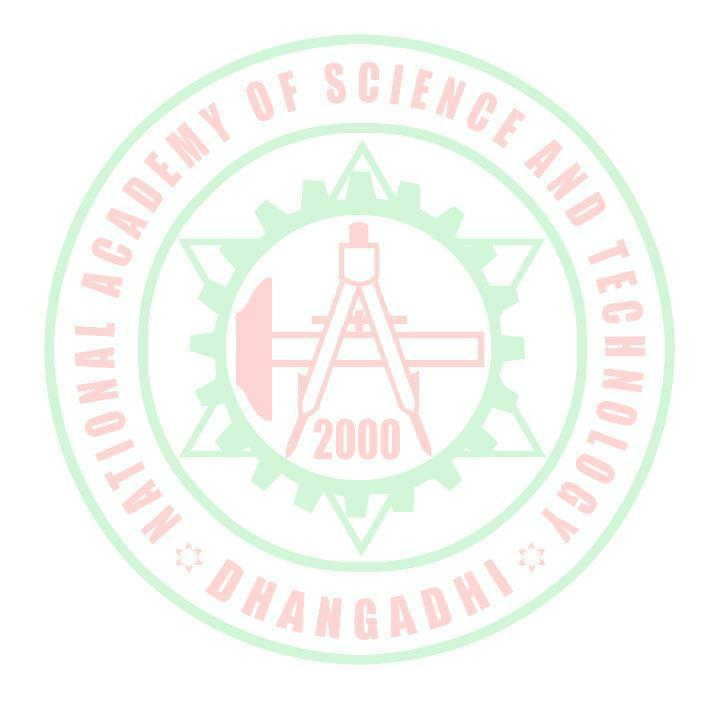 NATIONAL ACADEMY OF SCIENCE AND TECHNOLOGY
DHANGADHI
2000